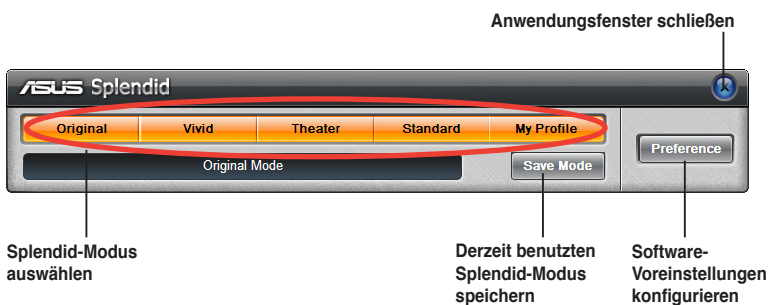 Anwendungsfenster schließen
ASUS Splendid
x
Original Vivid Theater Standard My Profile
Preference
Original Mode Save Mode
Splendid-Modus
auswählen
Derzeit benutzten
Splendid-Modus
speichern
Software-
Voreinstellungen
konfigurieren